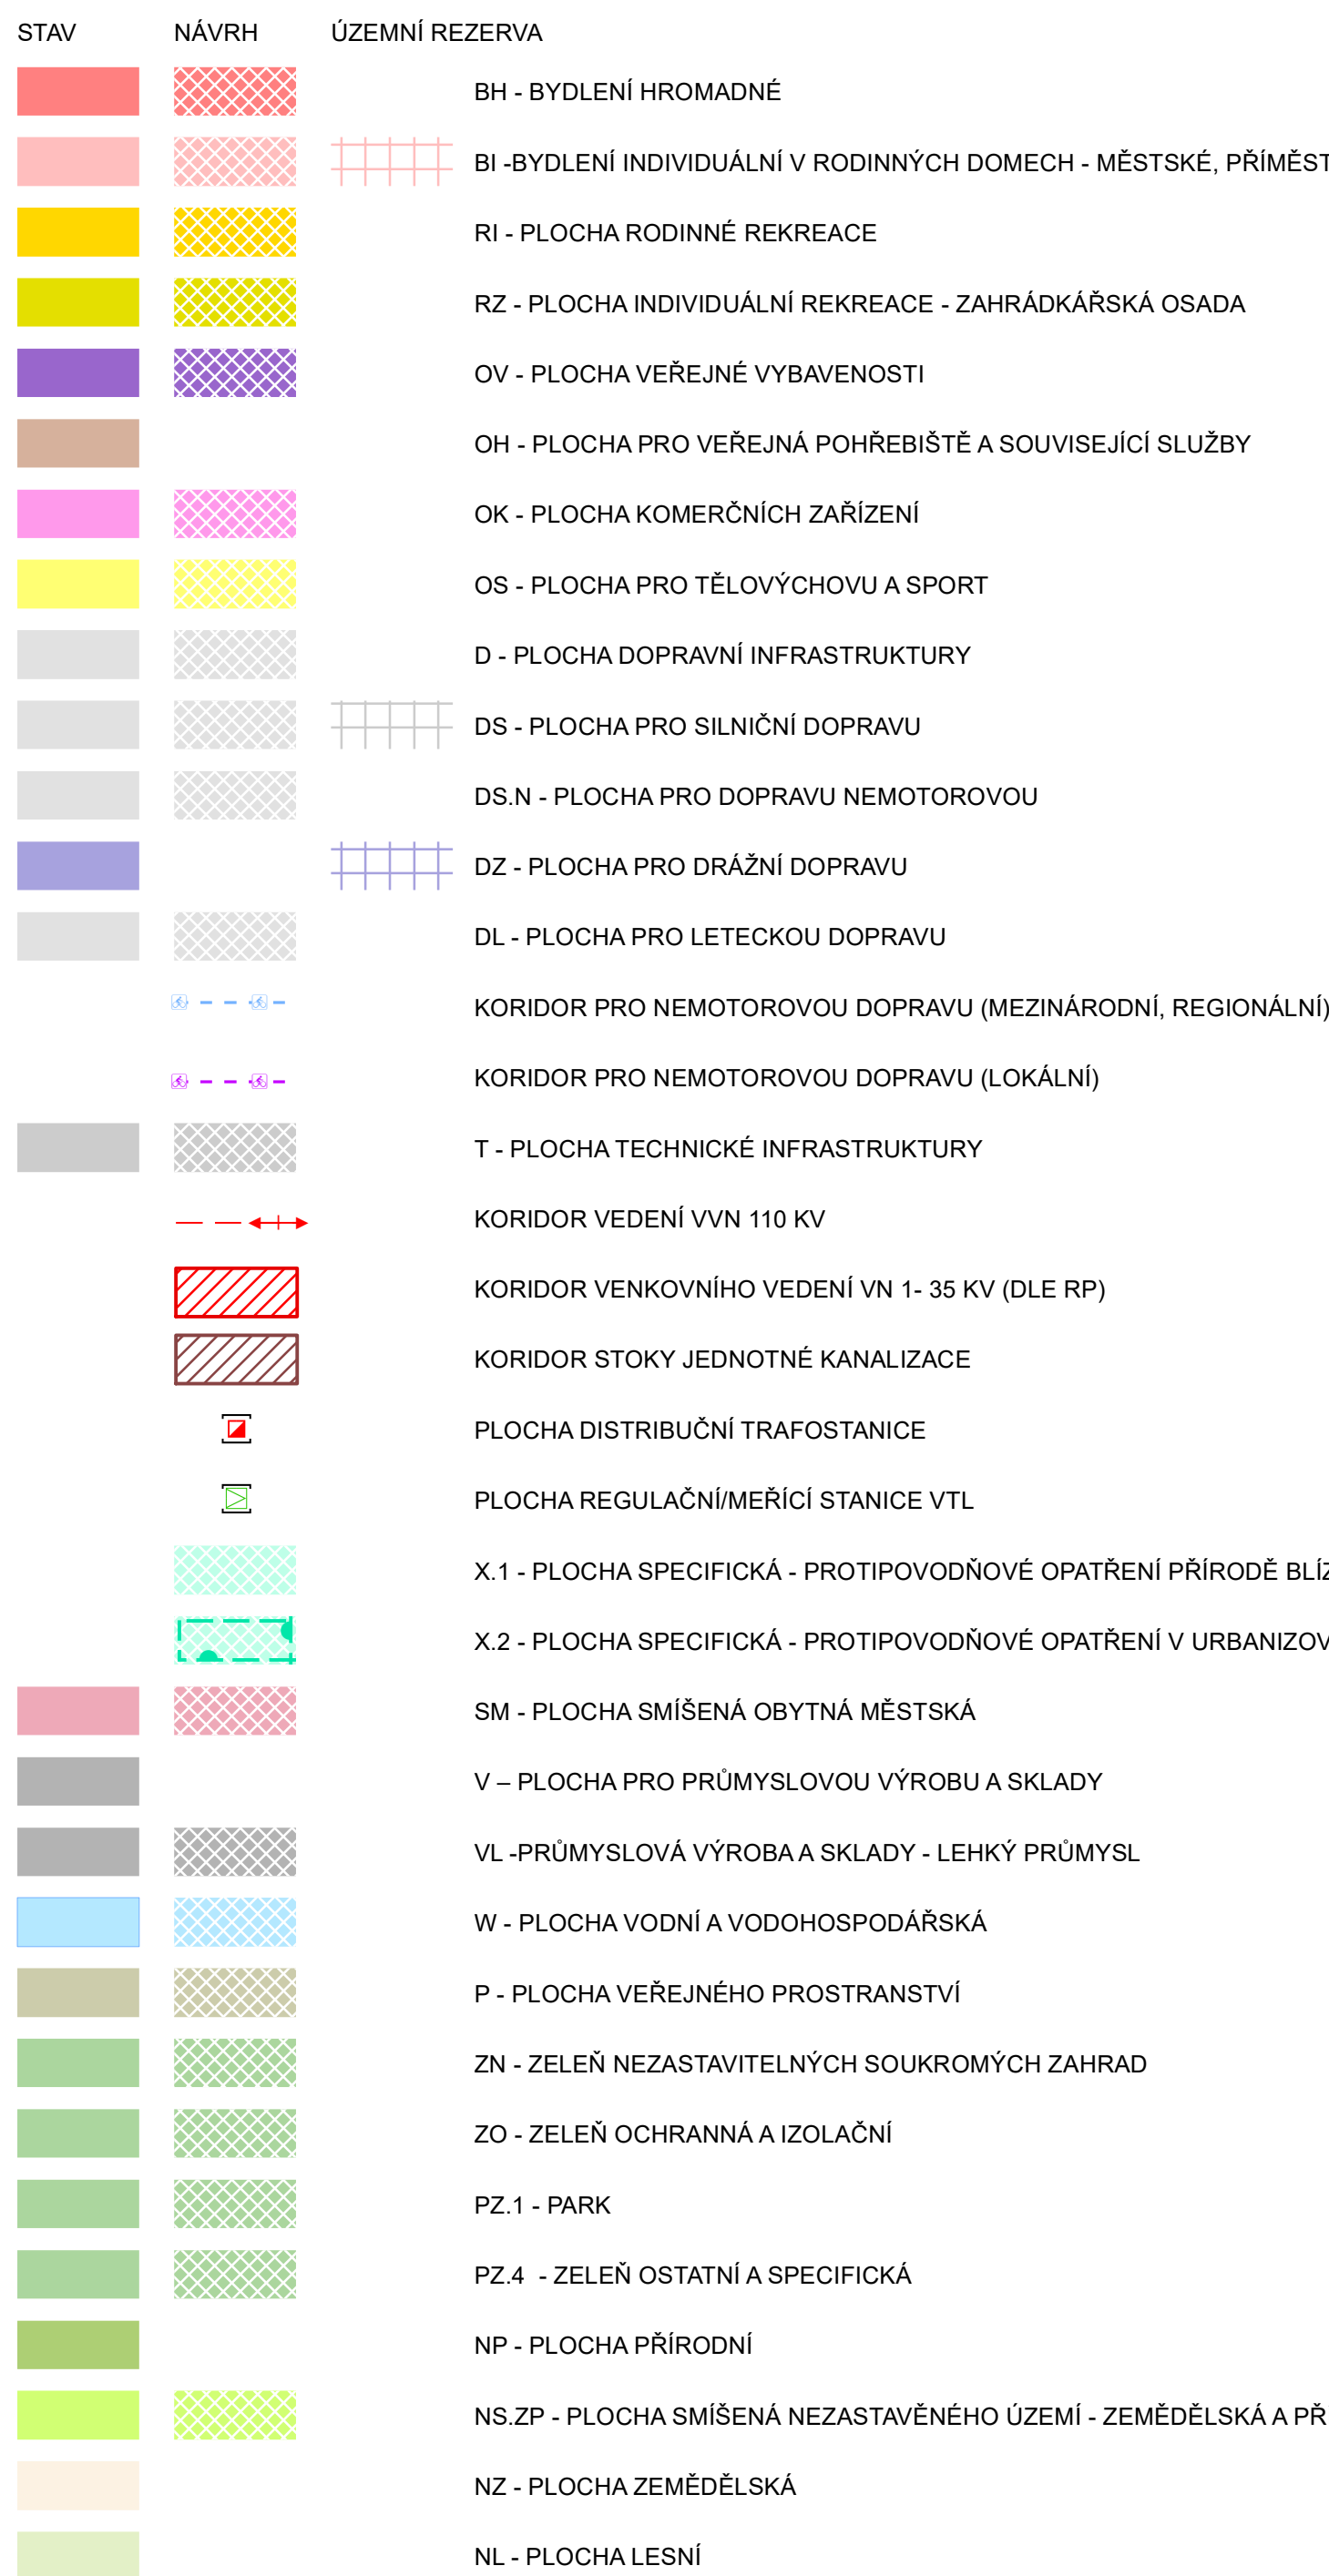 STAV NÁVRH ÚZEMNÍ REZERVA
BH - BYDLENÍ HROMADNÉ
BI -BYDLENÍ INDIVIDUÁLNÍ V RODINNÝCH DOMECH - MĚSTSKÉ, PŘÍMĚST
RI - PLOCHA RODINNÉ REKREACE
RZ - PLOCHA INDIVIDUÁLNÍ REKREACE - ZAHRÁDKÁŘSKÁ OSADA
OV - PLOCHA VEŘEJNÉ VYBAVENOSTI
OH - PLOCHA PRO VEŘEJNÁ POHŘEBIŠTĚ A SOUVISEJÍCÍ SLUŽBY
OK - PLOCHA KOMERČNÍCH ZAŘÍZENÍ
OS - PLOCHA PRO TĚLOVÝCHOVU A SPORT
D - PLOCHA DOPRAVNÍ INFRASTRUKTURY
DS - PLOCHA PRO SILNIČNÍ DOPRAVU
DS.N - PLOCHA PRO DOPRAVU NEMOTOROVOU
DZ - PLOCHA PRO DRÁŽNÍ DOPRAVU
DL - PLOCHA PRO LETECKOU DOPRAVU
KORIDOR PRO NEMOTOROVOU DOPRAVU (MEZINÁRODNÍ, REGIONÁLNÍ)
KORIDOR PRO NEMOTOROVOU DOPRAVU (LOKÁLNÍ)
T - PLOCHA TECHNICKÉ INFRASTRUKTURY
KORIDOR VEDENÍ VVN 110 KV
KORIDOR VENKOVNÍHO VEDENÍ VN 1- 35 KV (DLE RP)
KORIDOR STOKY JEDNOTNÉ KANALIZACE
PLOCHA DISTRIBUČNÍ TRAFOSTANICE
PLOCHA REGULAČNÍ/MEŘÍCÍ STANICE VTL
X.1 - PLOCHA SPECIFICKÁ - PROTIPOVODŇOVÉ OPATŘENÍ PŘÍRODĚ BLÍZ
X.2 - PLOCHA SPECIFICKÁ - PROTIPOVODŇOVÉ OPATŘENÍ V URBANIZOV
SM - PLOCHA SMÍŠENÁ OBYTNÁ MĚSTSKÁ
V – PLOCHA PRO PRŮMYSLOVOU VÝROBU A SKLADY
VL -PRŮMYSLOVÁ VÝROBA A SKLADY - LEHKÝ PRŮMYSL
W - PLOCHA VODNÍ A VODOHOSPODÁŘSKÁ
P - PLOCHA VEŘEJNÉHO PROSTRANSTVÍ
ZN - ZELEŇ NEZASTAVITELNÝCH SOUKROMÝCH ZAHRAD
ZO - ZELEŇ OCHRANNÁ A IZOLAČNÍ
PZ.1 - PARK
PZ.4 - ZELEŇ OSTATNÍ A SPECIFICKÁ
NP - PLOCHA PŘÍRODNÍ
NS.ZP - PLOCHA SMÍŠENÁ NEZASTAVĚNÉHO ÚZEMÍ - ZEMĚDĚLSKÁ A PŘ
NZ - PLOCHA ZEMĚDĚLSKÁ
NL - PLOCHA LESNÍ